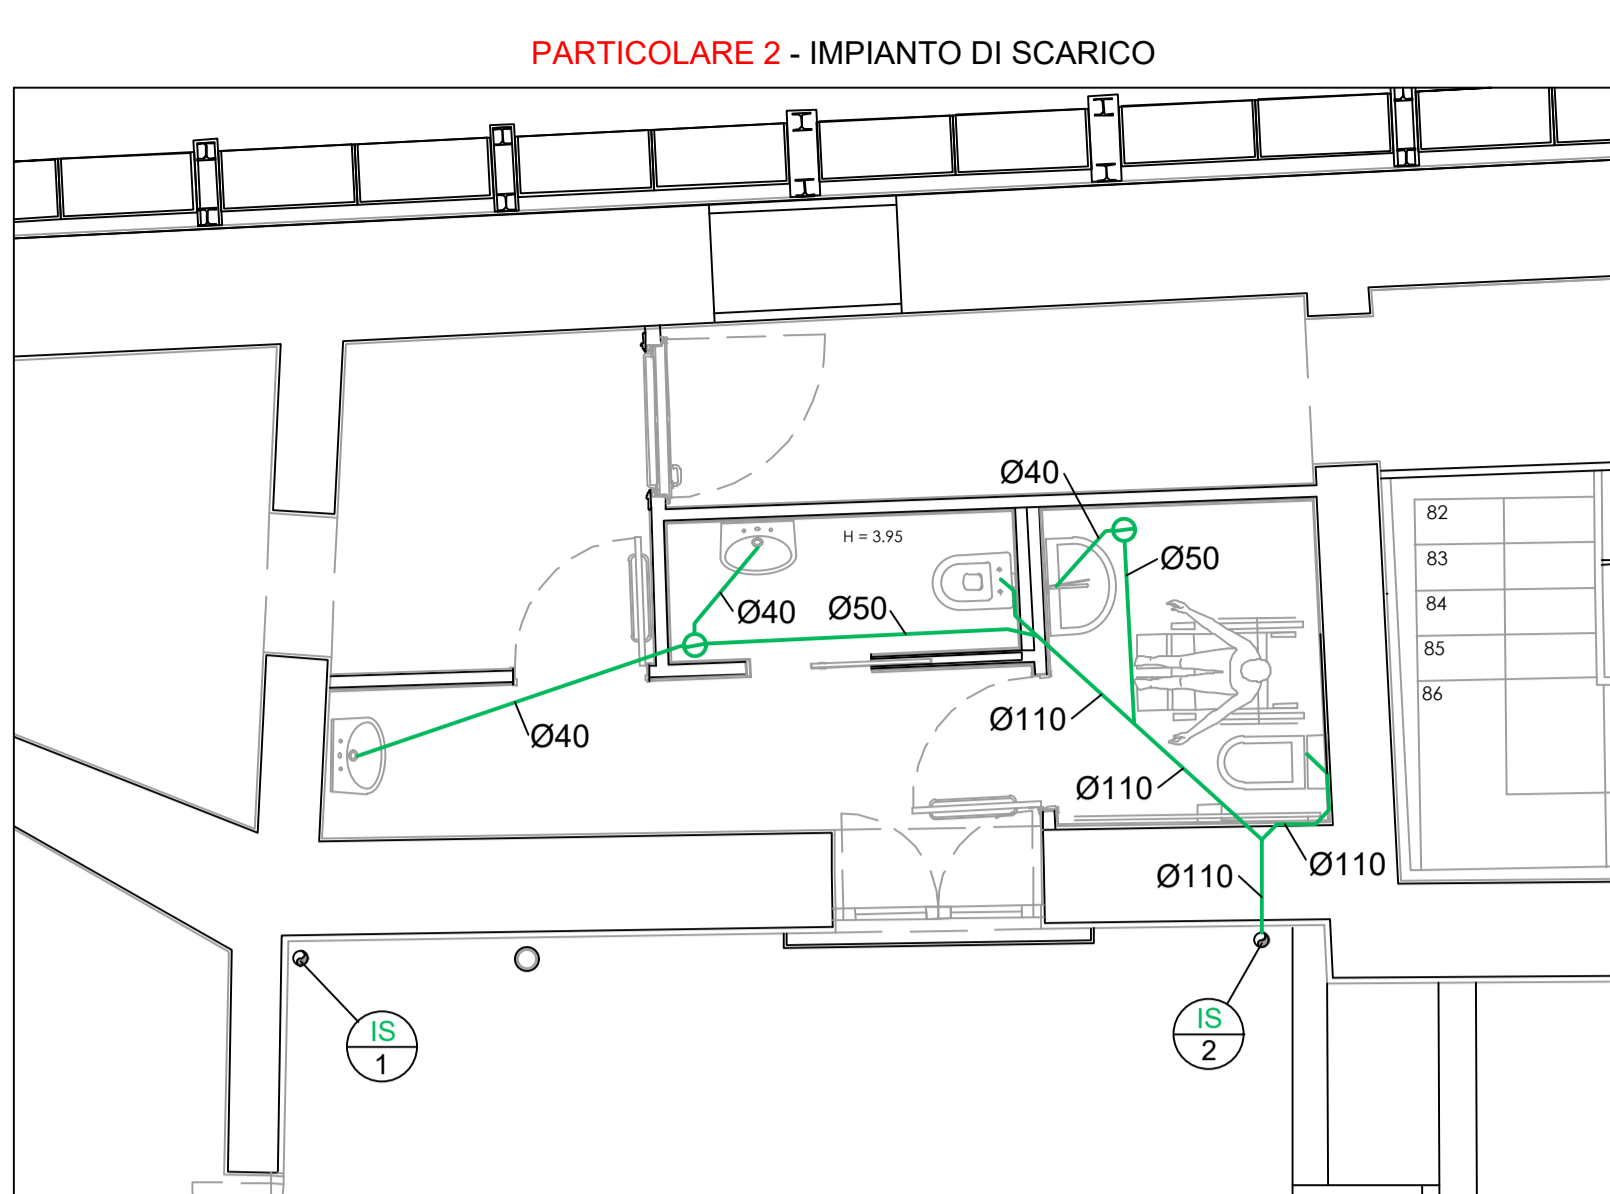 PARTICOLARE 2 - IMPIANTO DI SCARICO
Ø40
82
H = 3.95
Ø50
83
Ø40
Ø50
84
85
86
Ø110
Ø40
Ø110
Ø110
Ø110
IS
1
IS
2